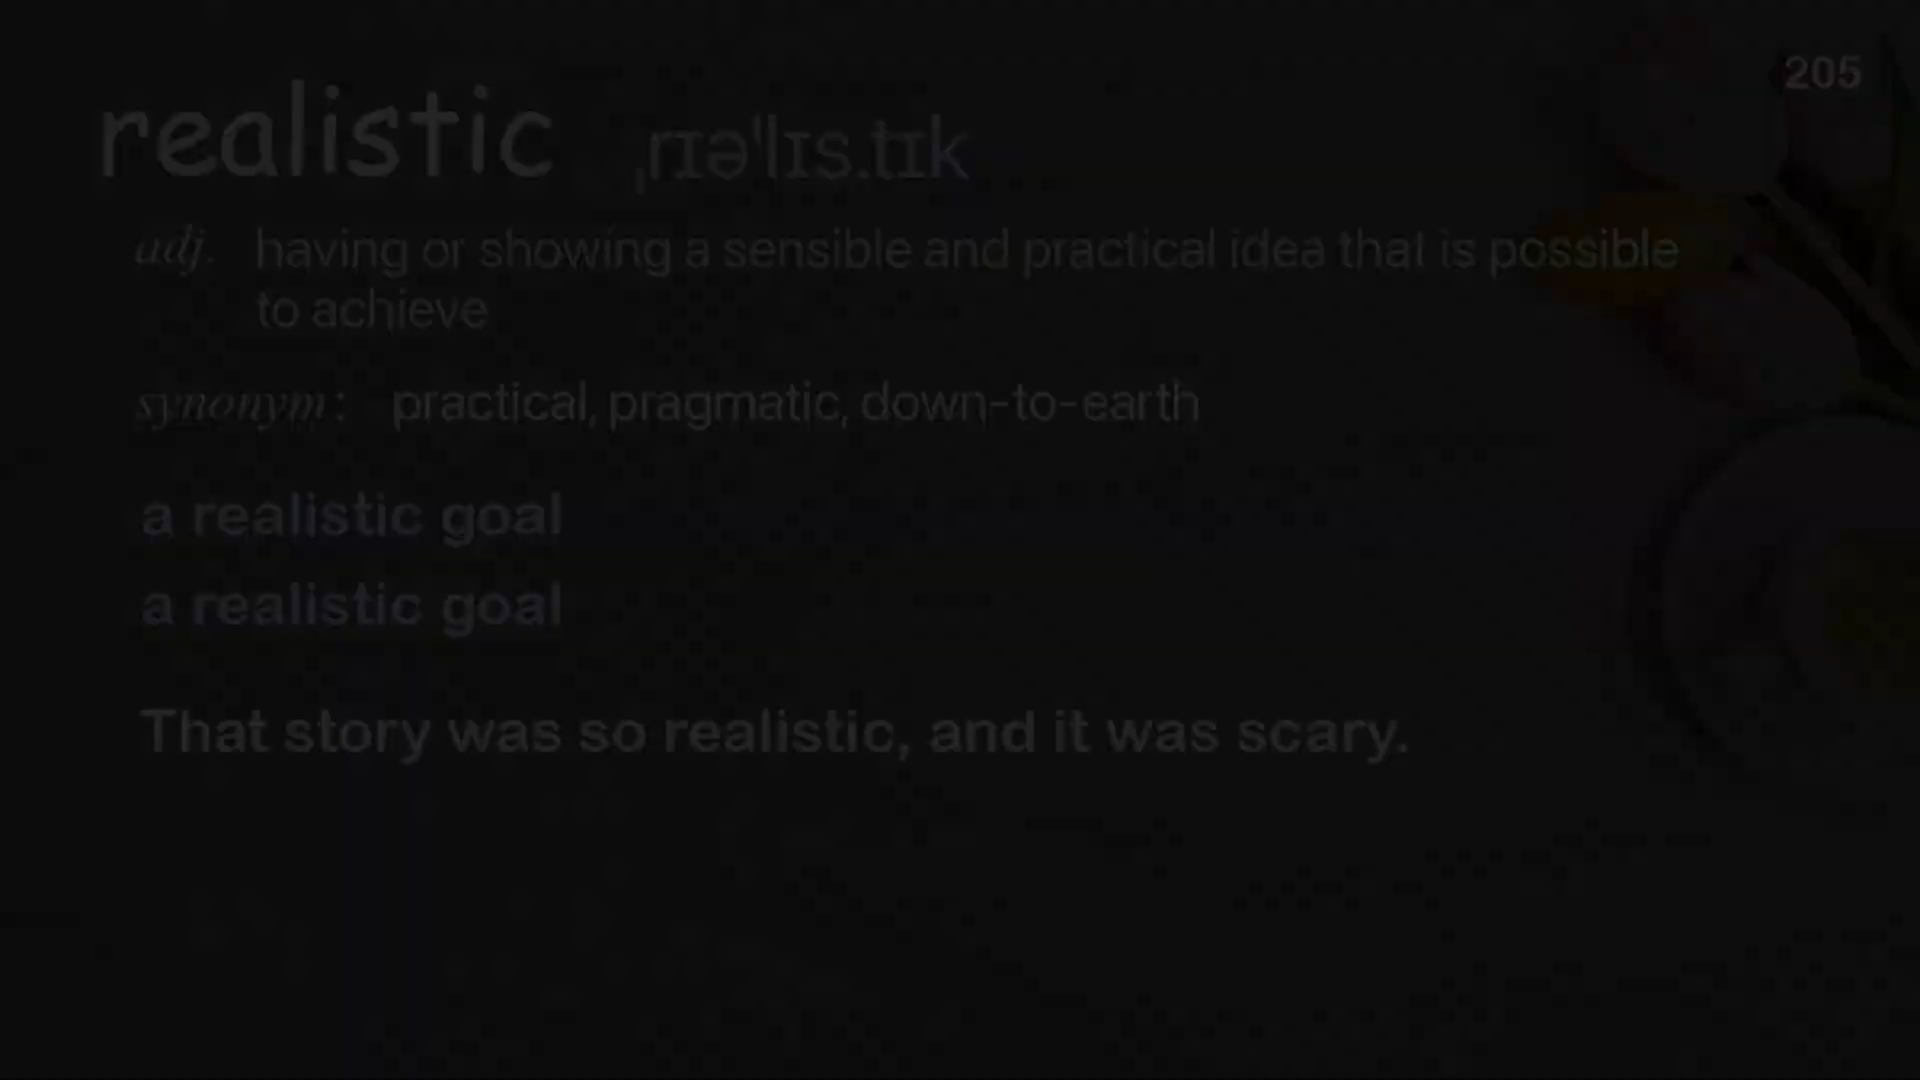 205
realistic ˌrɪəˈlɪs.tɪk
adj. having or showing a sensible and practical idea that is possible
to achieve
synonym: practical, pragmatic, down-to-earth
a realistic goal
a realistic goal
That story was so realistic, and it was scary.